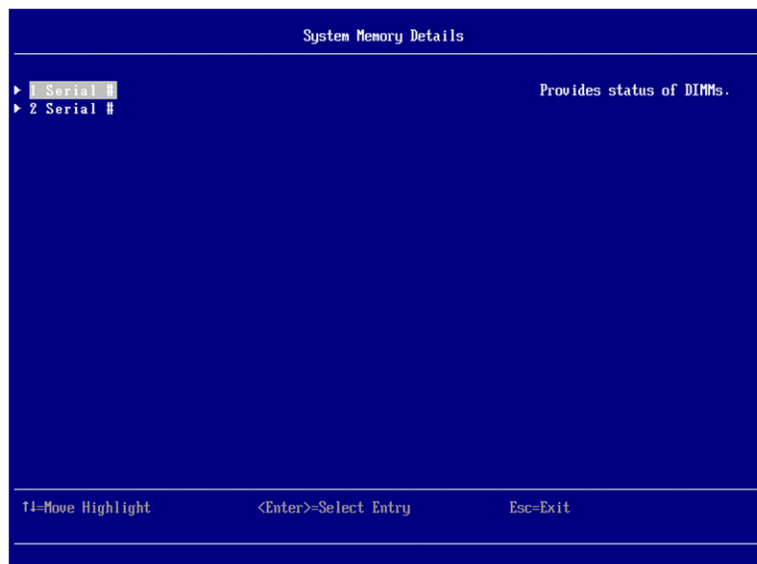 System Memory Details
1 Serial #
Provides status of DIMMs.
2 Serial #
↑↓=Move Highlight
<Enter>=Select Entry
Esc=Exit